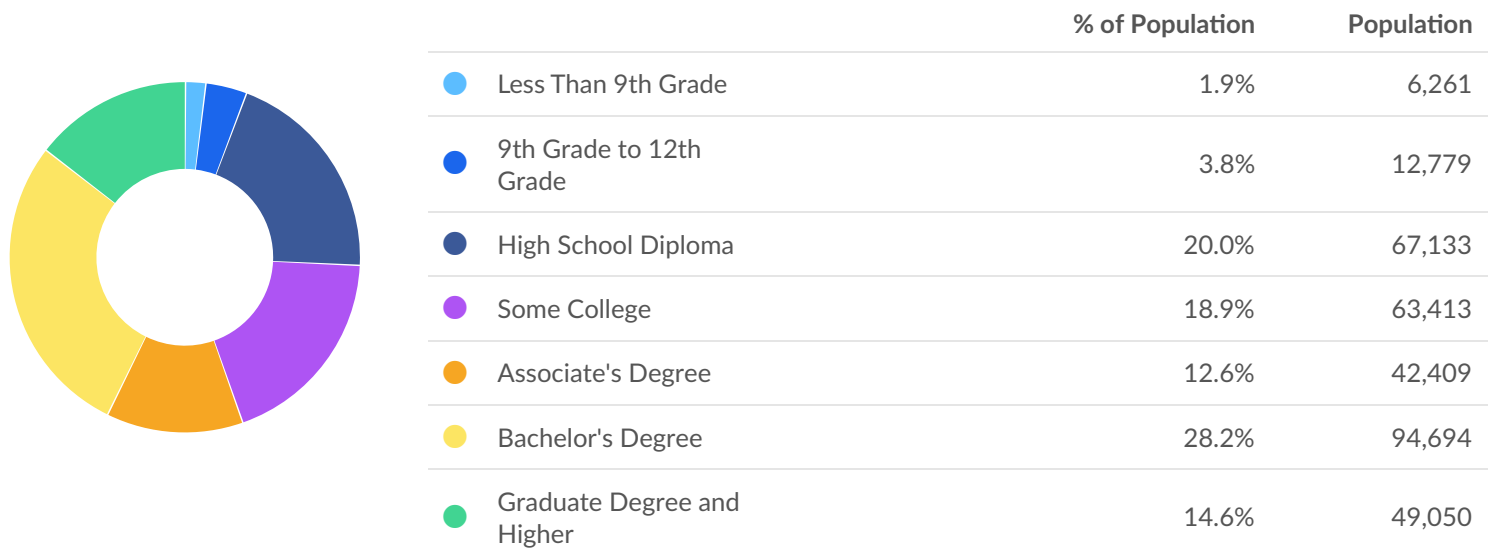 % of Population Population
Less Than 9th Grade 1.9% 6,261
9th Grade to 12th
Grade 3.8% 12,779
High School Diploma 20.0% 67,133
Some College 18.9% 63,413
Associate's Degree 12.6% 42,409
Bachelor's Degree 28.2% 94,694
Graduate Degree and
Higher 14.6% 49,050